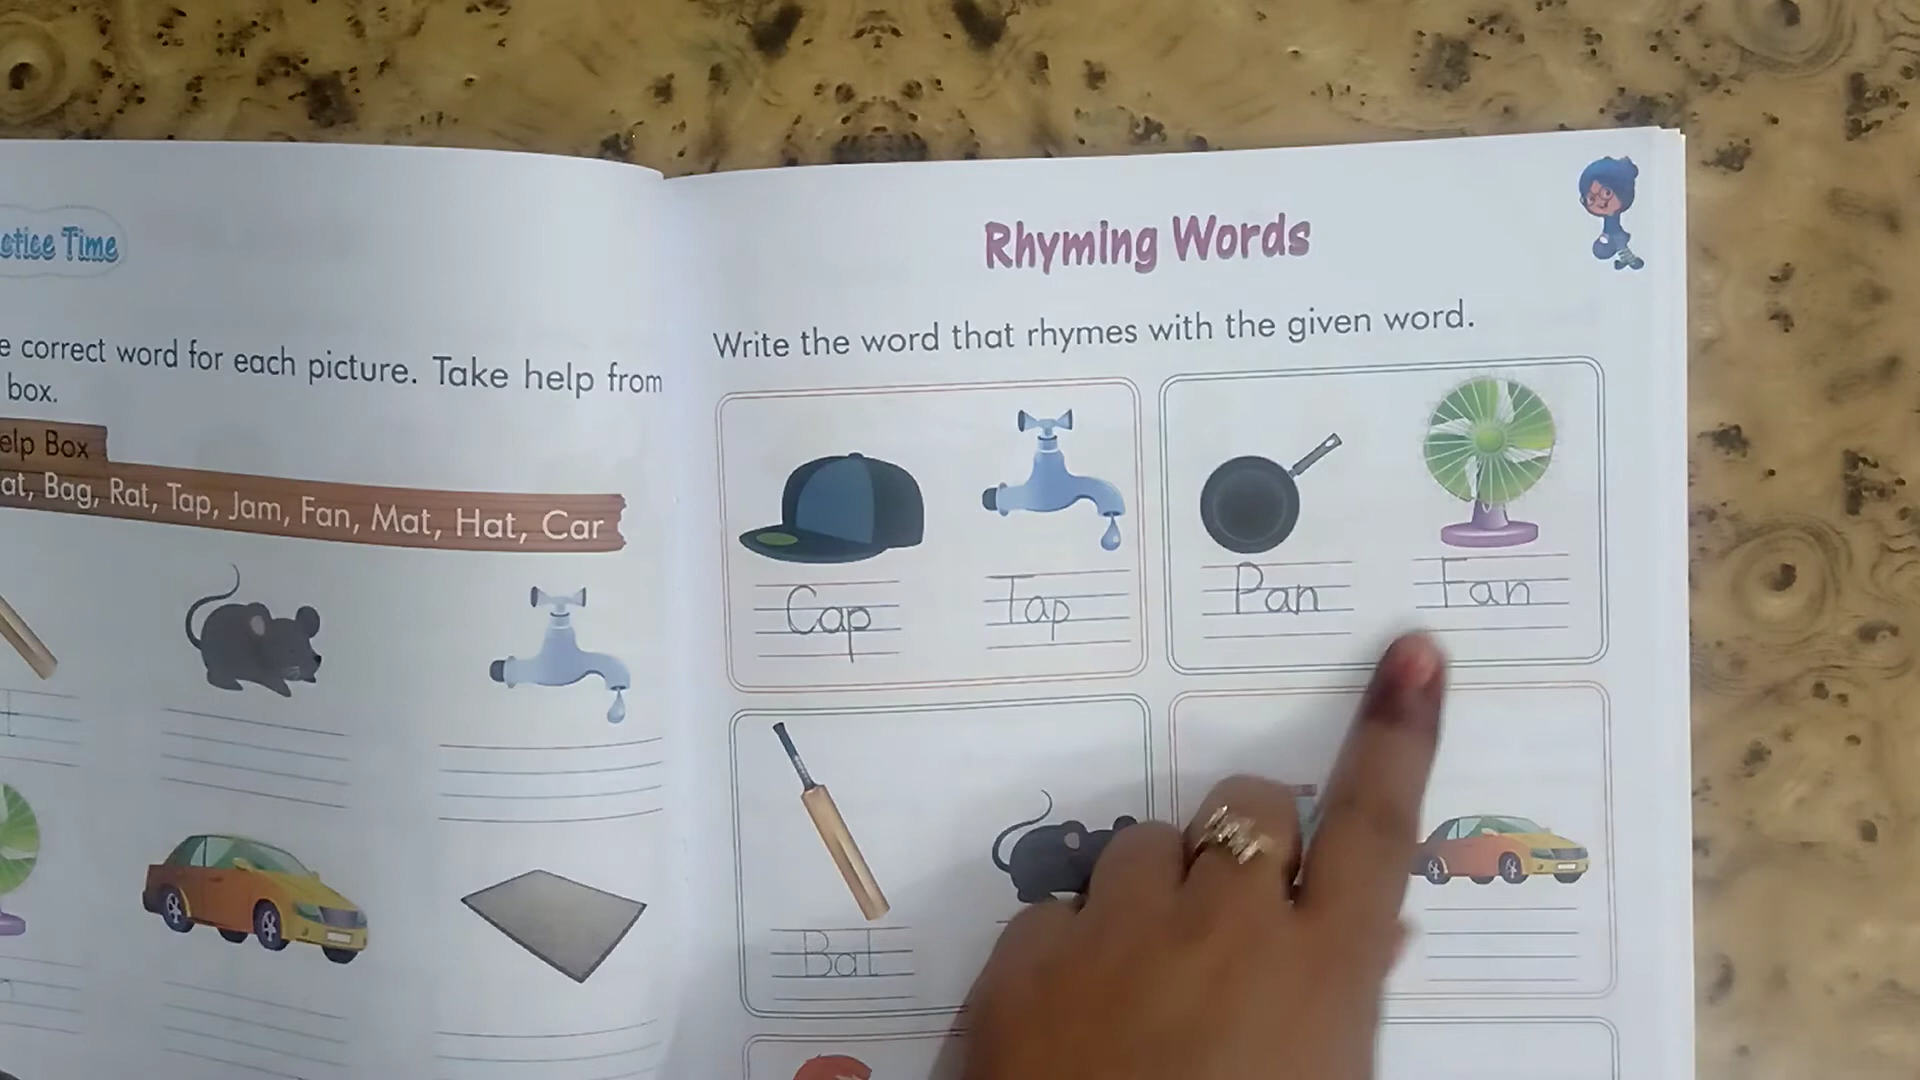 ctice Time
e correct word for each picture. Take help from
box.
elp Box
at, Bag, Rat, Tap, Jam, Fan, Mat, Hat, Car
Rhyming Words
Write the word that rhymes with the given word.
Cap Tap Pan Fan
Bat